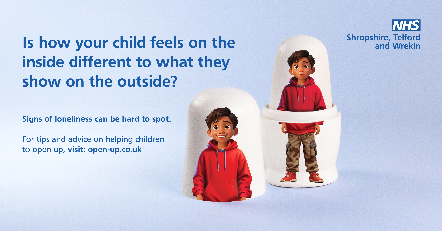 Is how your child feels on the
inside different to what they
show on the outside?
Signs of loneliness can be hard to spot.
For tips and advice on helping children
to open up, visit: open-up.co.uk
NHS
Shropshire, Telford
and Wrekin